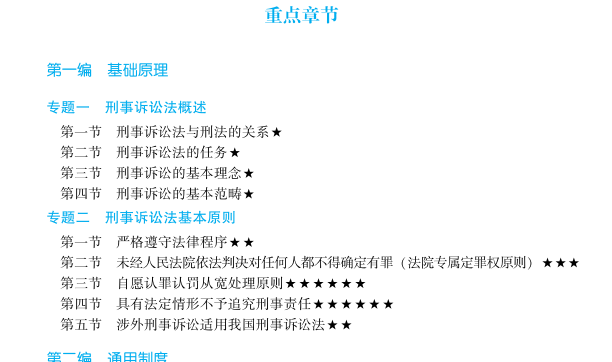 重点章节
第一编 基础原理
专题一 刑事诉讼法概述
第一节 刑事诉讼法与刑法的关系★
第二节 刑事诉讼法的任务★
第三节 刑事诉讼的基本理念★
第四节 刑事诉讼的基本范畴★
专题二 刑事诉讼法基本原则
第一节 严格遵守法律程序★★
第二节 未经人民法院依法判决对任何人都不得确定有罪（法院专属定罪权原则）★★★
第三节 自愿认罪认罚从宽处理原则★★★★★★
第四节 具有法定情形不予追究刑事责任★★★★★★
第五节 涉外刑事诉讼适用我国刑事诉讼法★★
第二编 通用制度